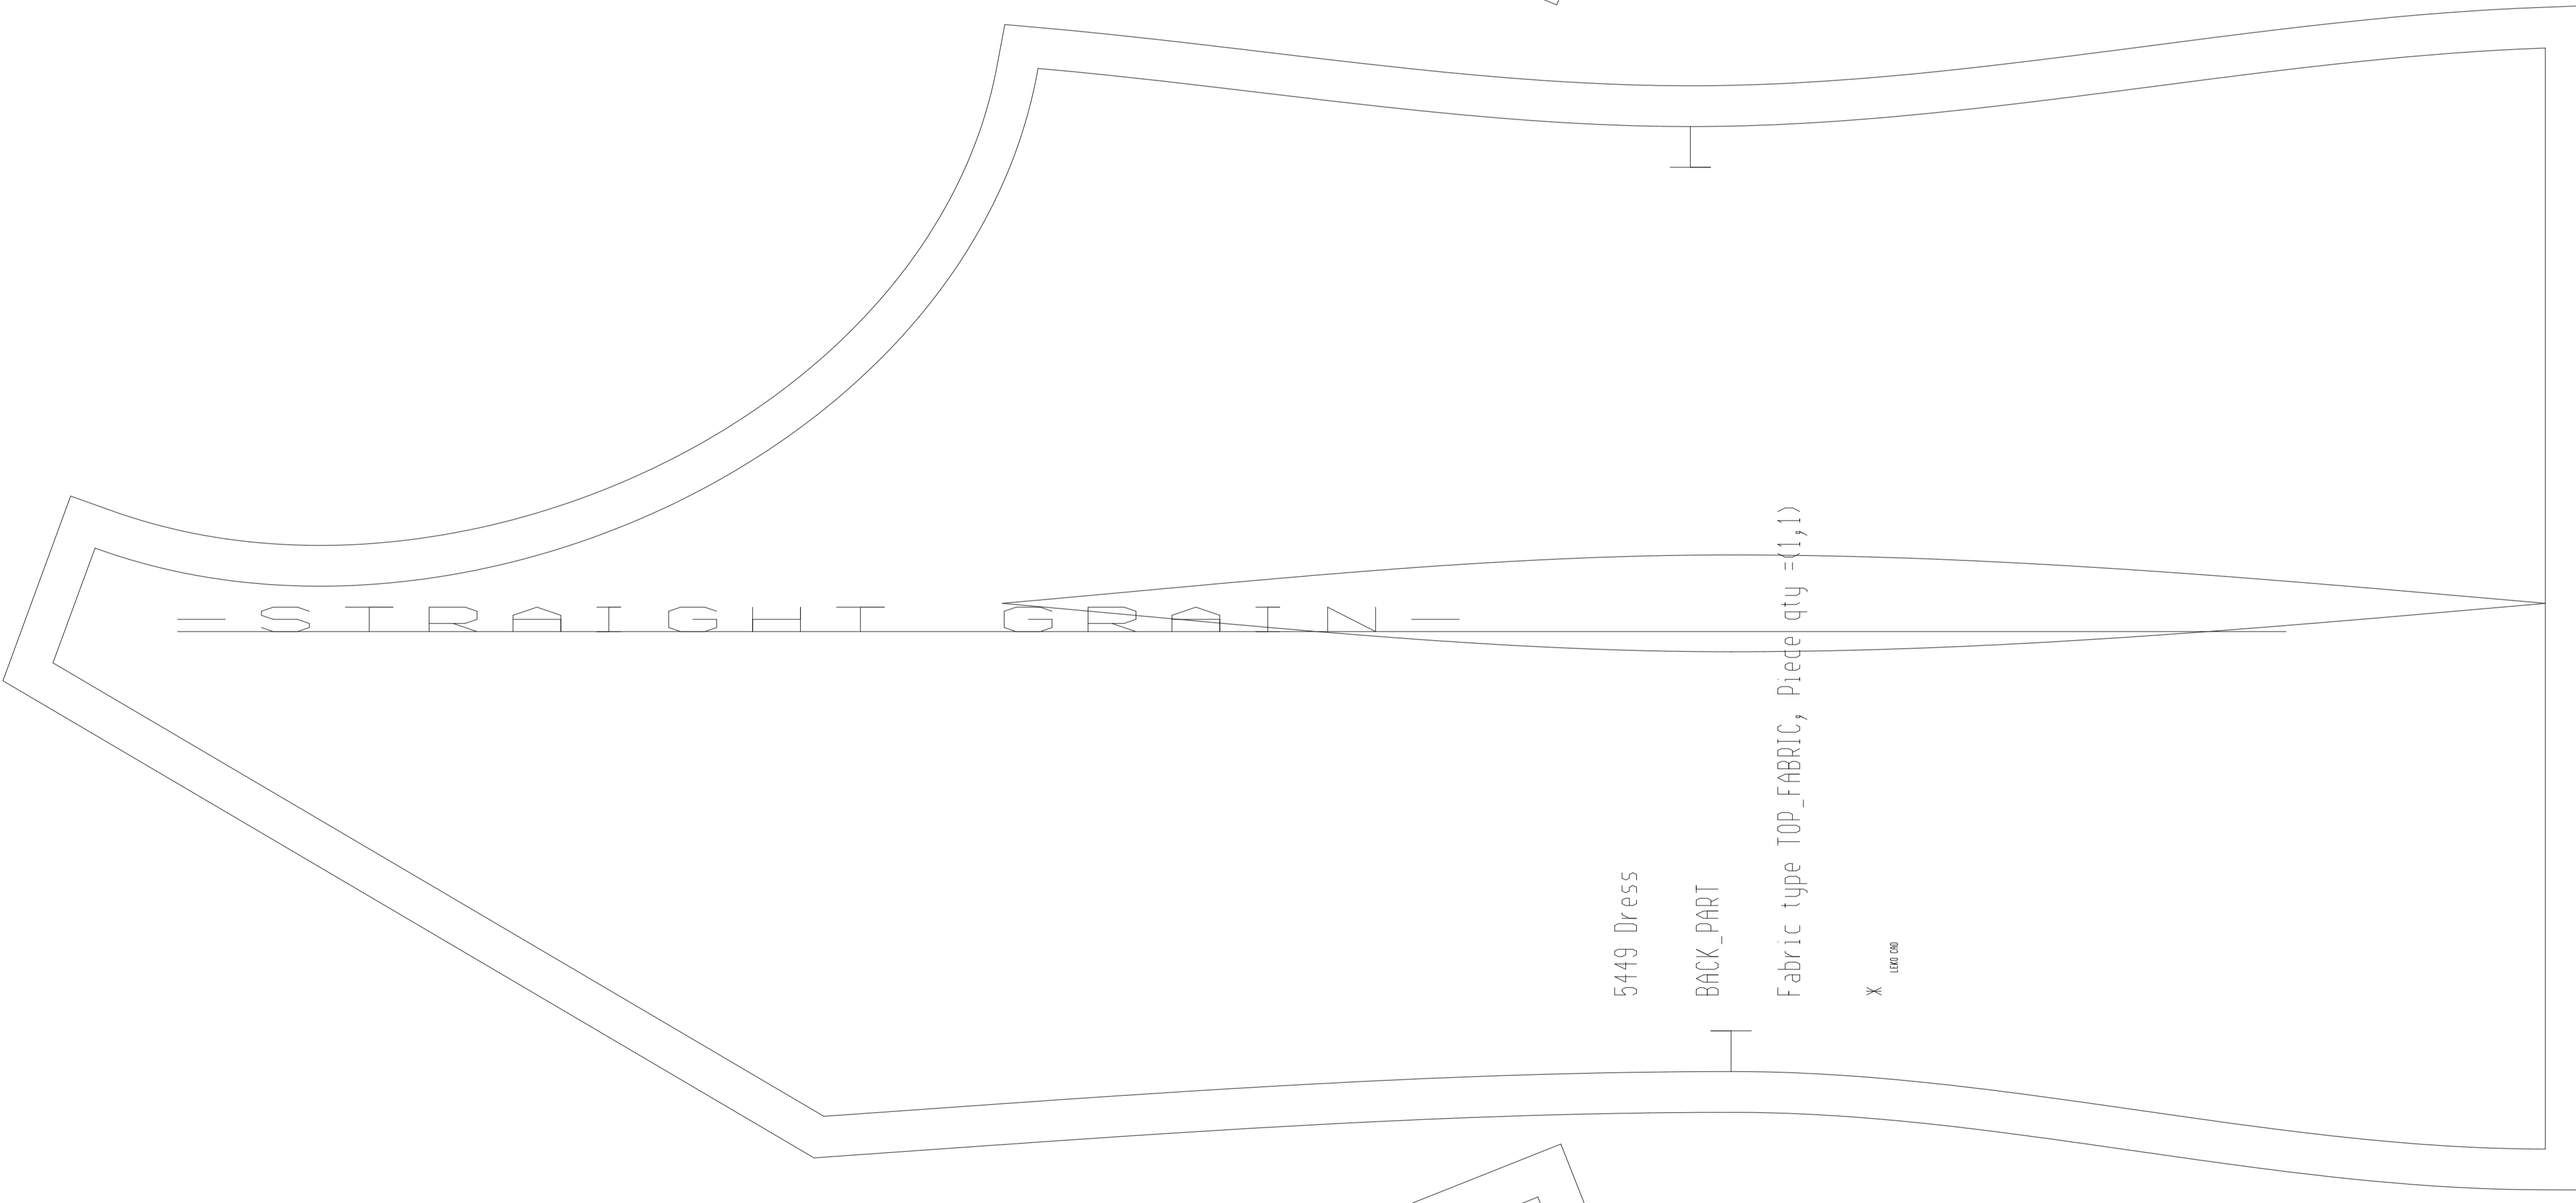 — STRAIGHT GRAIN —
5449 Dress
BACK_PART
Fabric type TOP_FABRIC, Piece qty =(1,1)
* LEKO CAD